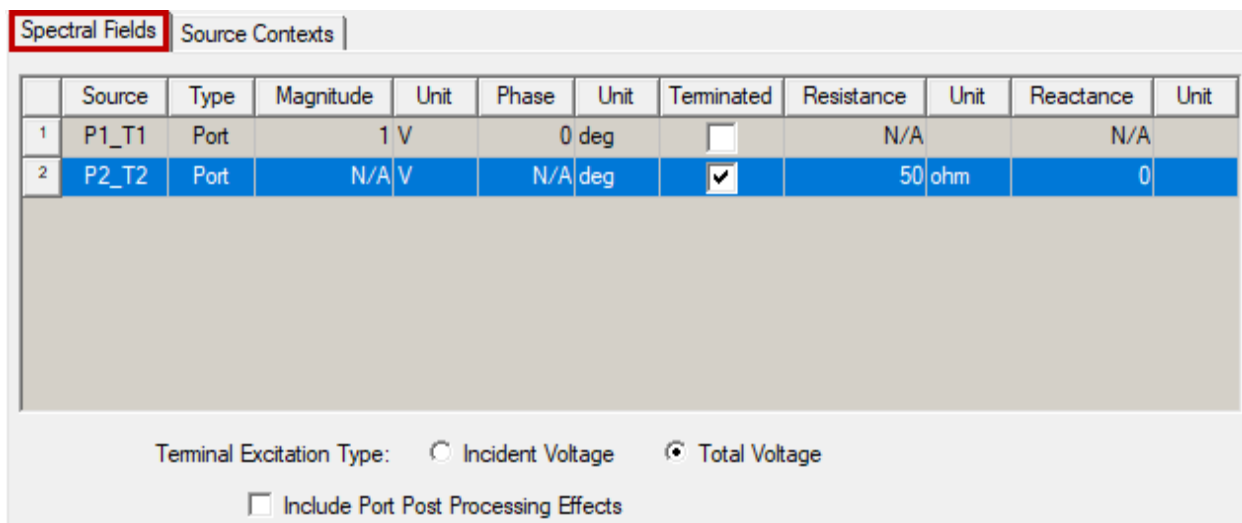 Spectral Fields Source Contexts
Source Type Magnitude Unit Phase Unit Terminated Resistance Unit Reactance Unit
1 P1_T1 Port 1 V 0 deg N/A N/A
2 P2_T2 Port N/A V N/A deg 50 ohm 0
Terminal Excitation Type: Incident Voltage Total Voltage
Include Port Post Processing Effects